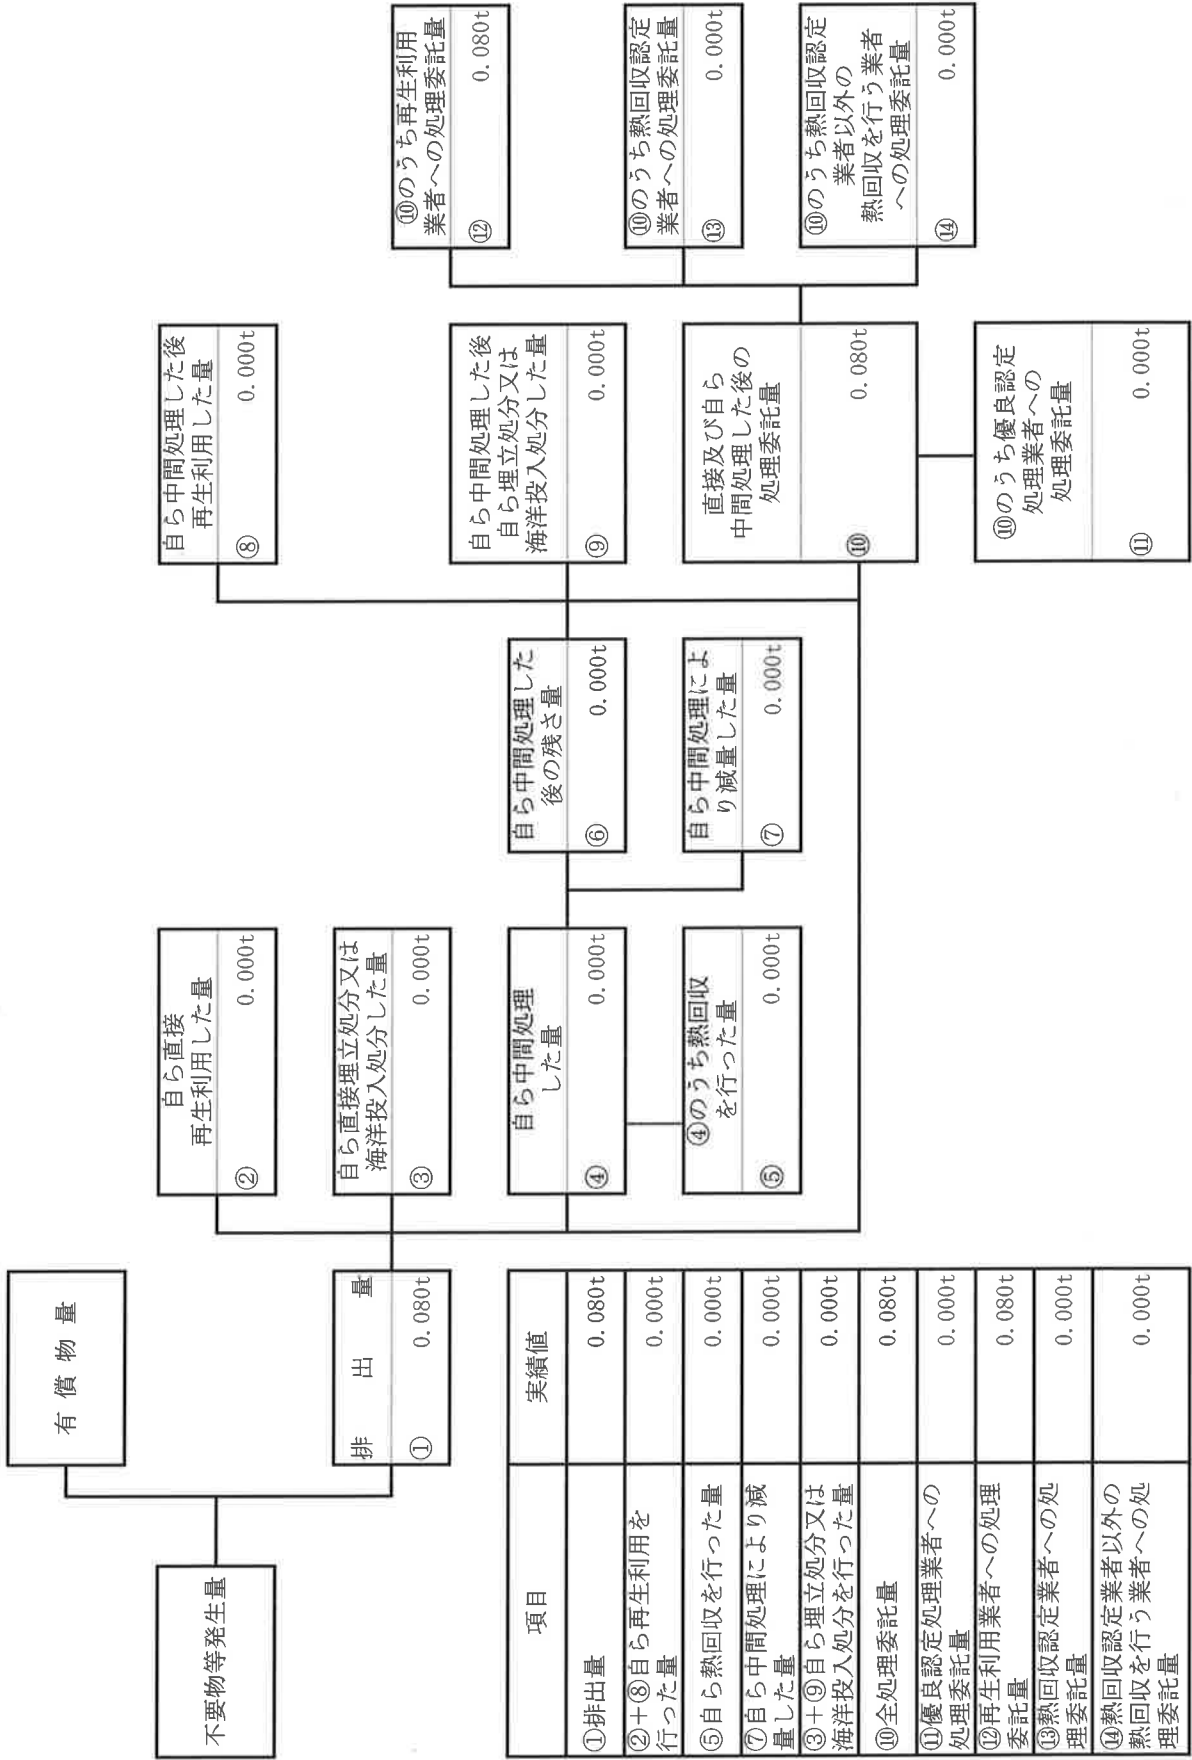 不要物等発生量
有償物量
排出量
① 0.080t
自ら直接
再生利用した量
② 0.000t
自ら直接埋立処分又は
海洋投入処分した量
③ 0.000t
自ら中間処理
した量
④ 0.000t
④のうち熱回収
を行った量
⑤ 0.000t
自ら中間処理した
後の残さ量
⑥ 0.000t
自ら中間処理によ
り減量した量
⑦ 0.000t
自ら中間処理した後
再生利用した量
⑧ 0.000t
自ら中間処理した後
自ら埋立処分又は
海洋投入処分した量
⑨ 0.000t
直接及び自ら
中間処理した後の
処理委託量
⑩ 0.080t
⑩のうち優良認定
処理業者への
処理委託量
⑪ 0.000t
⑩のうち再生利用
業者への処理委託量
⑫ 0.080t
⑩のうち熱回収認定
業者への処理委託量
⑬ 0.000t
⑩のうち熱回収認定
業者以外の
熱回収を行う業者
への処理委託量
⑭ 0.000t
項目 実績値
①排出量 0.080t
②+⑧自ら再生利用を
行った量 0.000t
⑤自ら熱回収を行った量 0.000t
⑦自ら中間処理により減
量した量 0.000t
③+⑨自ら埋立処分又は
海洋投入処分を行った量 0.000t
⑩全処理委託量 0.080t
⑪優良認定処理業者への
処理委託量 0.000t
⑫再生利用業者への処理
委託量 0.080t
⑬熱回収認定業者への処
理委託量 0.000t
⑭熱回収認定業者以外の
熱回収を行う業者への処
理委託量 0.000t